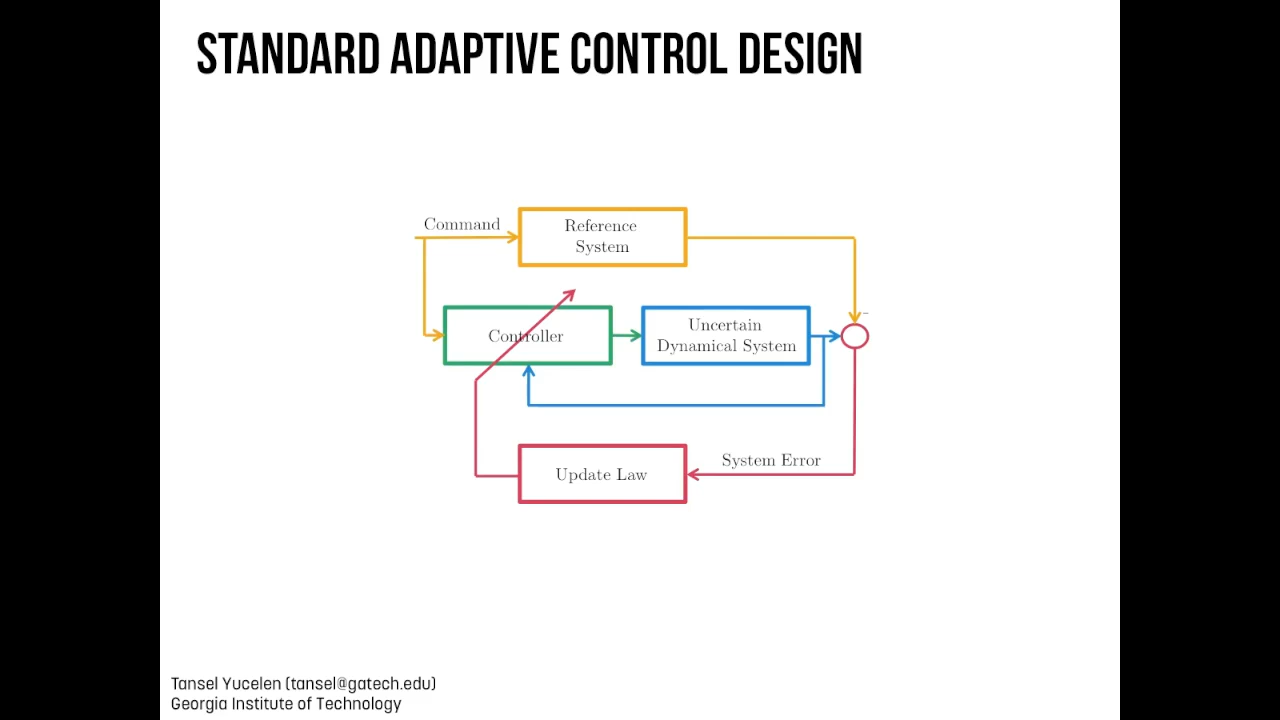 STANDARD ADAPTIVE CONTROL DESIGN
Command
Reference
System
-
Controller
Uncertain
Dynamical System
Update Law
System Error
Tansel Yucelen (tansel@gatech.edu)
Georgia Institute of Technology